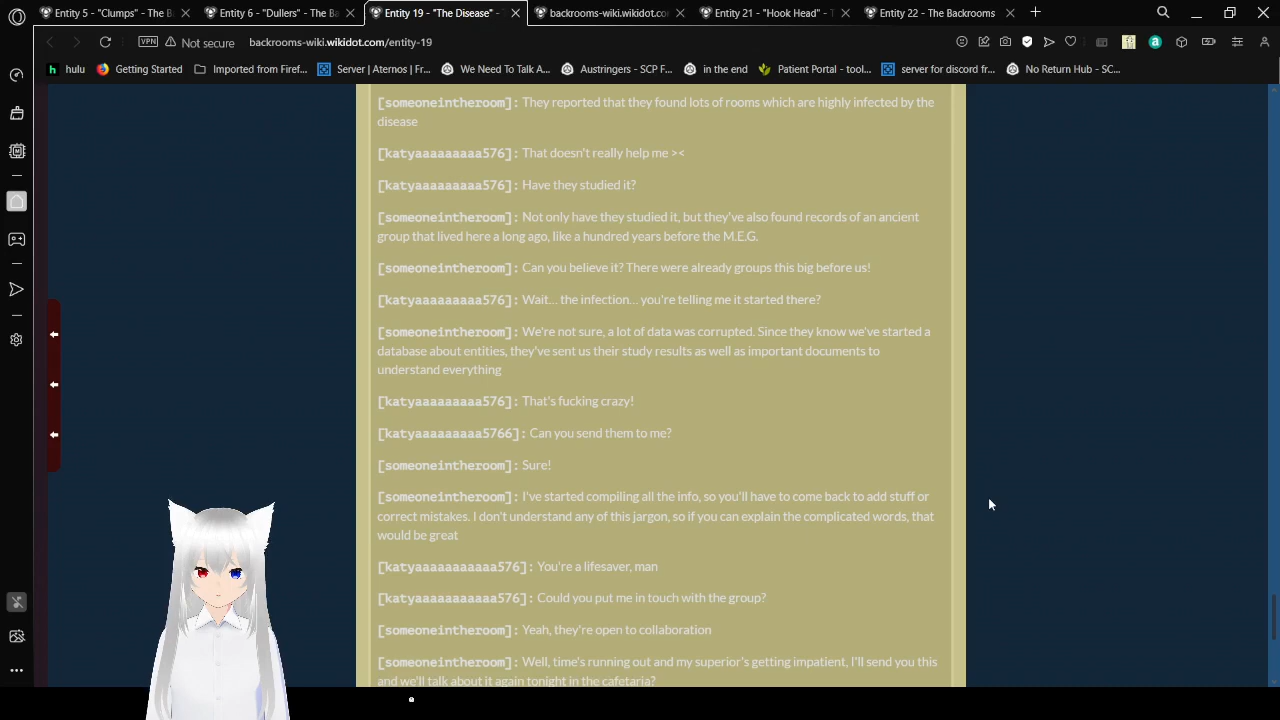 Entity 5 - "Clumps" - The B
Entity 6 - "Dullers" - The Ba
Entity 19 - "The Disease" -
backrooms-wiki.wikidot.co
Entity 21 - "Hook Head" - T
Entity 22 - The Backrooms
VPN Not secure backrooms-wiki.wikidot.com/entity-19
hulu
Getting Started
Imported from Firef...
Server | Aternos | Fr...
We Need To Talk A...
Austringers - SCP F...
in the end
Patient Portal - tool...
server for discord fr...
No Return Hub - SC...
[someoneintheroom]: They reported that they found lots of rooms which are highly infected by the
disease
[katyaaaaaaaaa576]: That doesn't really help me ><
[katyaaaaaaaaa576]: Have they studied it?
[someoneintheroom]: Not only have they studied it, but they've also found records of an ancient
group that lived here a long ago, like a hundred years before the M.E.G.
[someoneintheroom]: Can you believe it? There were already groups this big before us!
[katyaaaaaaaaa576]: Wait... the infection... you're telling me it started there?
[someoneintheroom]: We're not sure, a lot of data was corrupted. Since they know we've started a
database about entities, they've sent us their study results as well as important documents to
understand everything
[katyaaaaaaaaa576]: That's fucking crazy!
[katyaaaaaaaaa5766]: Can you send them to me?
[someoneintheroom]: Sure!
[someoneintheroom]: I've started compiling all the info, so you'll have to come back to add stuff or
correct mistakes. I don't understand any of this jargon, so if you can explain the complicated words, that
would be great
[katyaaaaaaaaaaa576]: You're a lifesaver, man
[katyaaaaaaaaaaa576]: Could you put me in touch with the group?
[someoneintheroom]: Yeah, they're open to collaboration
[someoneintheroom]: Well, time's running out and my superior's getting impatient, I'll send you this
and we'll talk about it again tonight in the cafetaria?